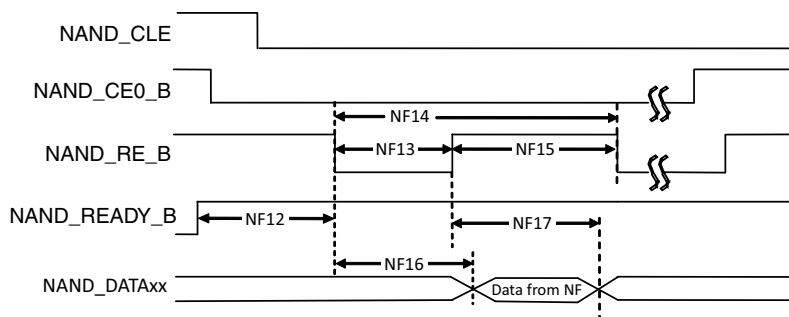 NAND_CLE
NAND_CE0_B
NF14
NAND_RE_B
NF13
NF15
NAND_READY_B
NF12
NF17
NF16
NAND_DATAxx
Data from NF